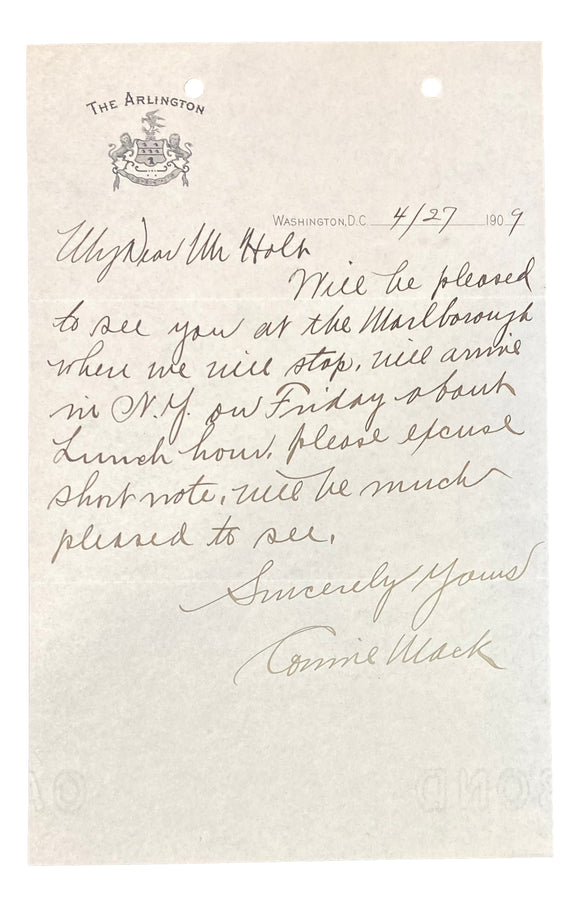 THE ARLINGTON
WASHINGTON, D.C. 4/27 1909
My Dear Mr Holt
Will be pleased
to see you at the Marlborough
where we will stop, will arrive
in N.Y. on Friday about
Lunch hour, please excuse
short note, will be much
pleased to see,
Sincerely Yours
Connie Mack
OND